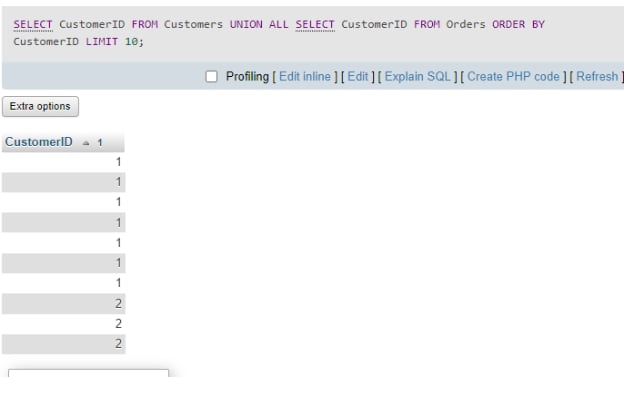 SELECT CustomerID FROM Customers UNION ALL SELECT CustomerID FROM Orders ORDER BY
CustomerID LIMIT 10;
Profiling [ Edit inline ] [ Edit ] [ Explain SQL ] [ Create PHP code ] [ Refresh ]
Extra options
CustomerID 1
1
1
1
1
1
1
1
2
2
2